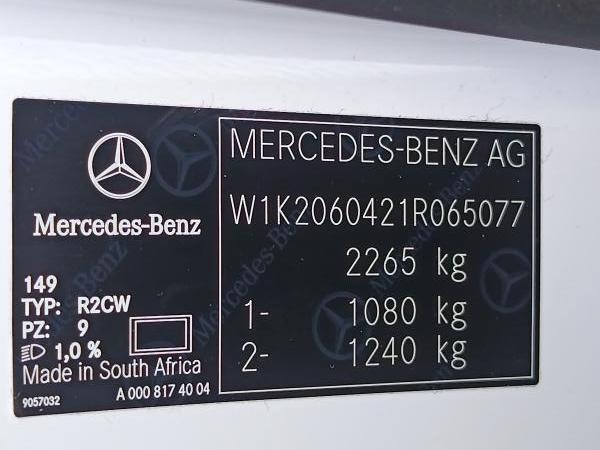 Mercedes-Benz
149
TYP: R2CW
PZ: 9
1,0 %
Made in South Africa
9057032 A 000 817 40 04
MERCEDES-BENZ AG
W1K2060421R065077
2265 kg
1- 1080 kg
2- 1240 kg